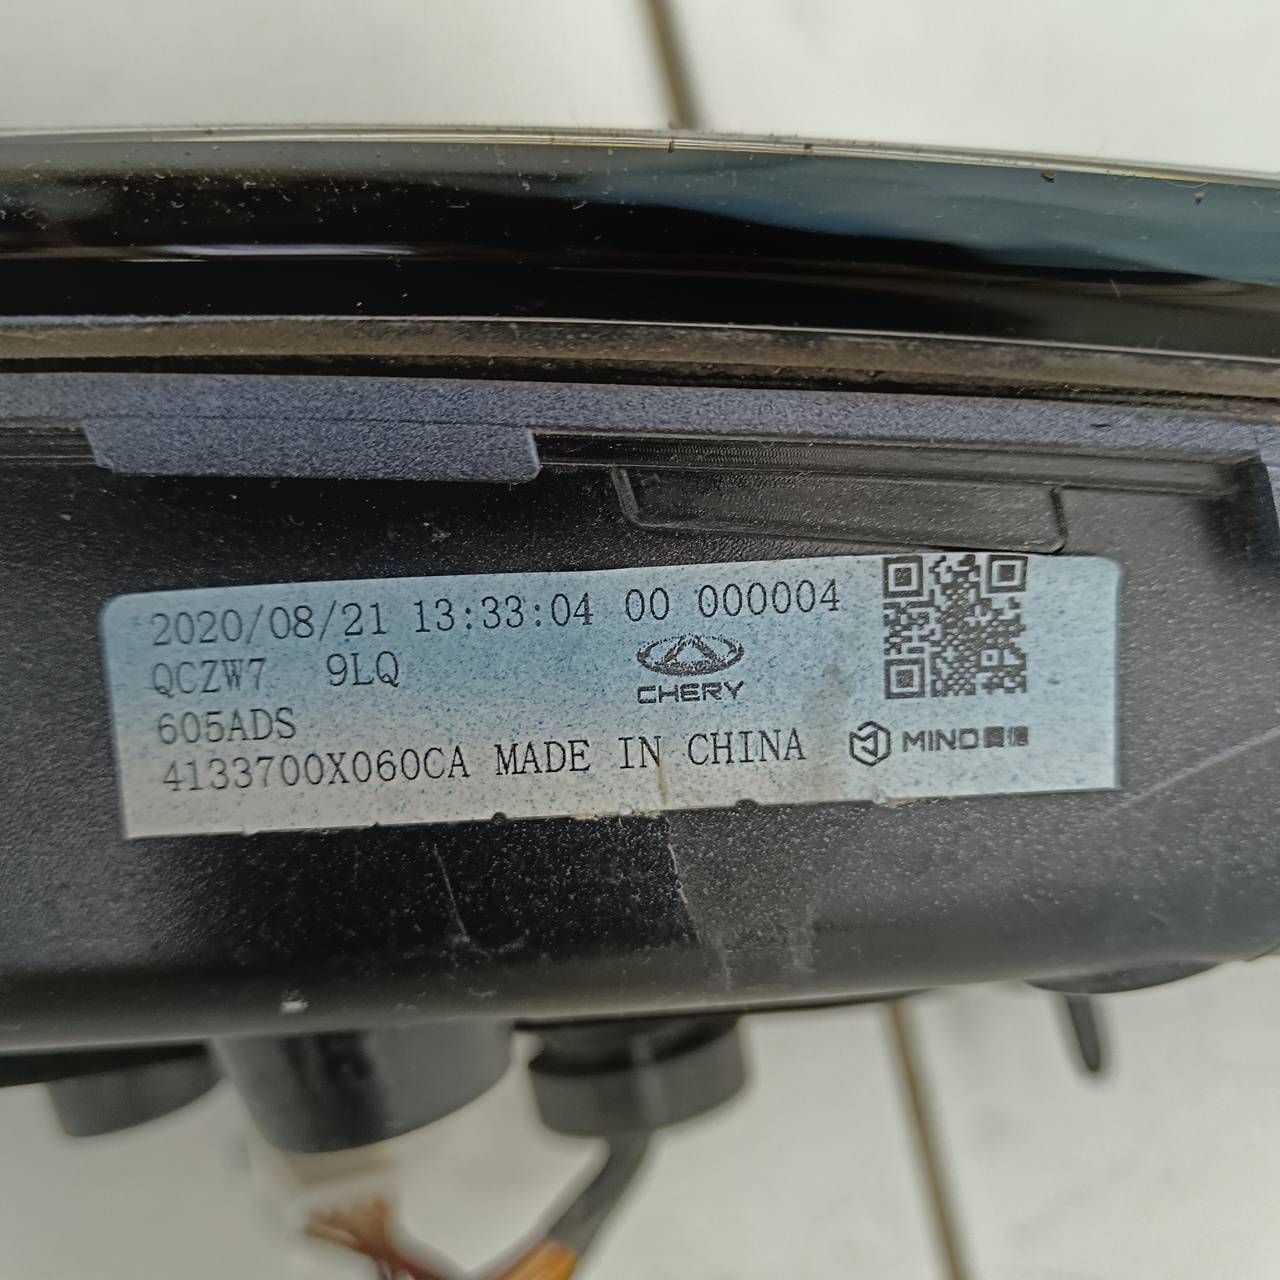 2020/08/21 13:33:04 00 000004
QCZW7 9LQ
CHERY
605ADS
4133700X060CA MADE IN CHINA
MIND